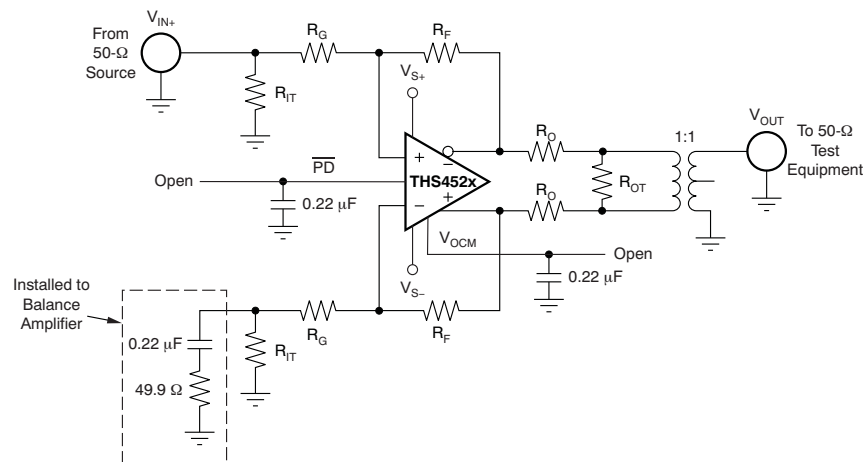 V_IN+
From
50-Ω
Source
R_G
R_F
R_IT
V_S+
PD
Open
0.22 μF
+
−
THS452x
−
+
R_O
R_O
R_OT
1:1
V_OUT
To 50-Ω
Test
Equipment
V_OCM
Open
0.22 μF
V_S−
Installed to
Balance
Amplifier
0.22 μF
49.9 Ω
R_IT
R_G
R_F